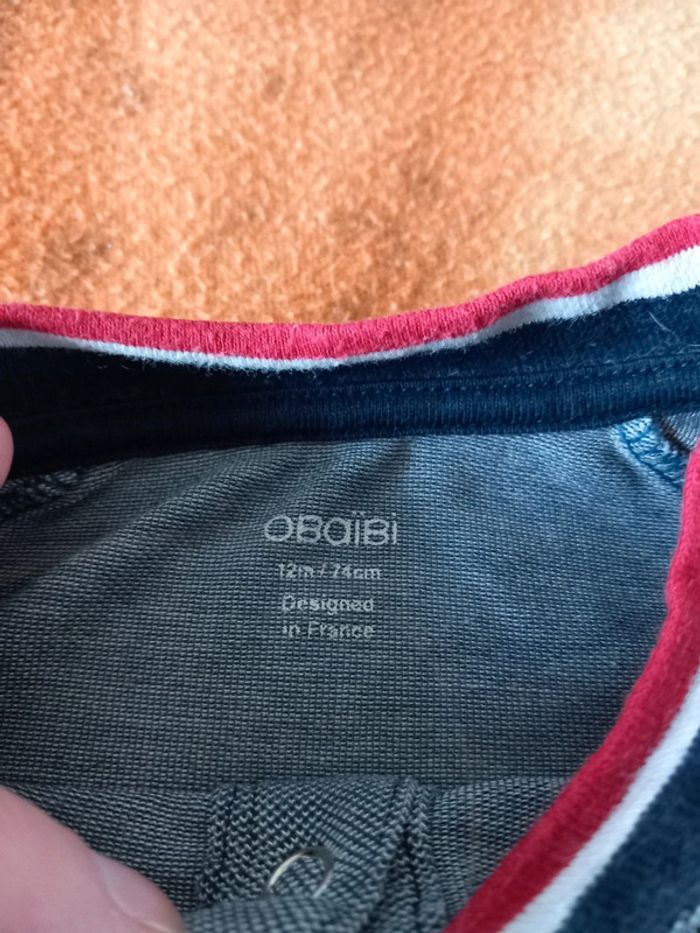 OBaïBi
12m / 74cm
Designed
in France